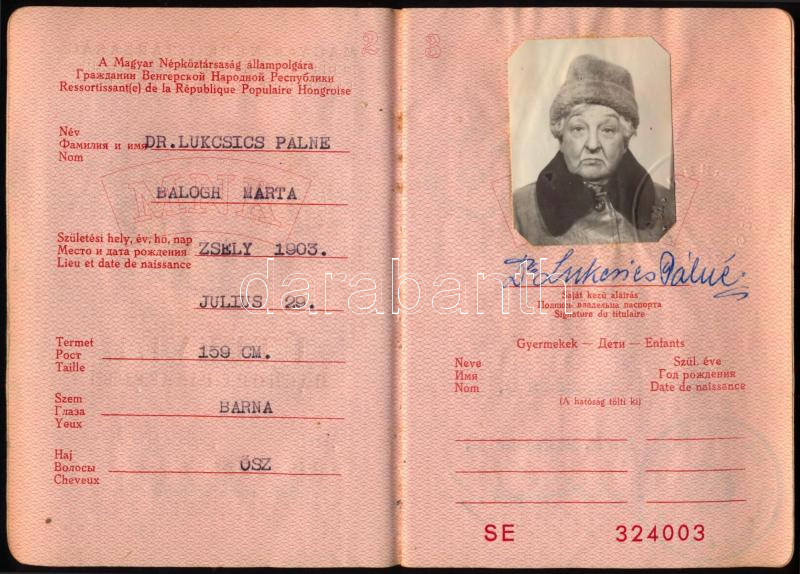 2
A Magyar Népköztársaság állampolgára
Гражданин Венгерской Народной Республики
Ressortissant(e) de la République Populaire Hongroise
Név
Фамилия и имя
Nom
DR.LUKCSICS PALNE
BALOGH MARTA
Születési hely, év, hó, nap
Место и дата рождения
Lieu et date de naissance
ZSELY 1903.
JULIUS 29.
Termet
Рост
Taille
159 CM.
Szem
Глаза
Yeux
BARNA
Haj
Волосы
Cheveux
ŐSZ
MNK
3
Dr Lukcsics Pálné
Saját kezű aláírás
Подпись владельца паспорта
Signature du titulaire
Gyermekek — Дети — Enfants
Neve
Имя
Nom
Szül. éve
Год рождения
Date de naissance
(A hatóság tölti ki)
SE 324003
darabanth